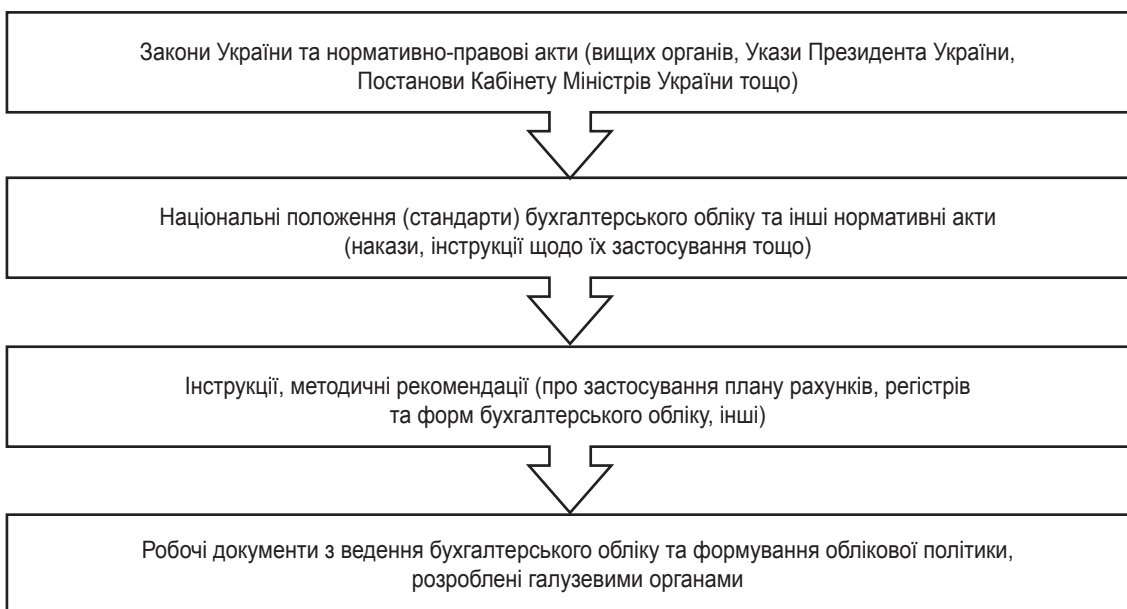 Закони України та нормативно-правові акти (вищих органів, Укази Президента України,
Постанови Кабінету Міністрів України тощо)
Національні положення (стандарти) бухгалтерського обліку та інші нормативні акти
(накази, інструкції щодо їх застосування тощо)
Інструкції, методичні рекомендації (про застосування плану рахунків, регістрів
та форм бухгалтерського обліку, інші)
Робочі документи з ведення бухгалтерського обліку та формування облікової політики,
розроблені галузевими органами